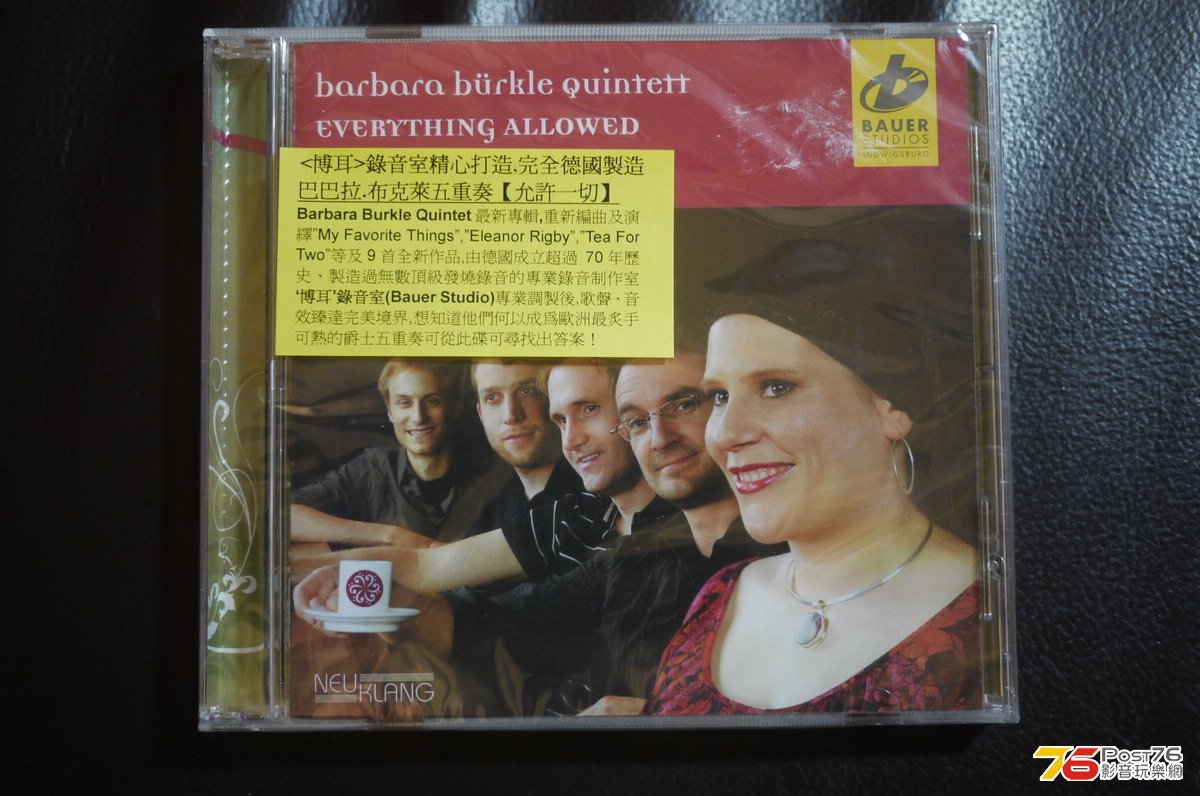 barbara bürkle quintett
EVERYTHING ALLOWED
b
BAUER
STUDIOS
LUDWIGSBURG
<博耳>錄音室精心打造,完全德國製造
巴巴拉.布克萊五重奏【允許一切】
Barbara Burkle Quintet 最新專輯,重新編曲及演
繹"My Favorite Things","Eleanor Rigby","Tea For
Two"等及 9 首全新作品,由德國成立超過 70 年歷
史、製造過無數頂級發燒錄音的專業錄音制作室
‘博耳’錄音室(Bauer Studio)專業調製後,歌聲、音
效臻達完美境界,想知道他們何以成為歐洲最炙手
可熱的爵士五重奏可從此碟可尋找出答案！
NEU
KLANG
76 Post76
影音玩樂網